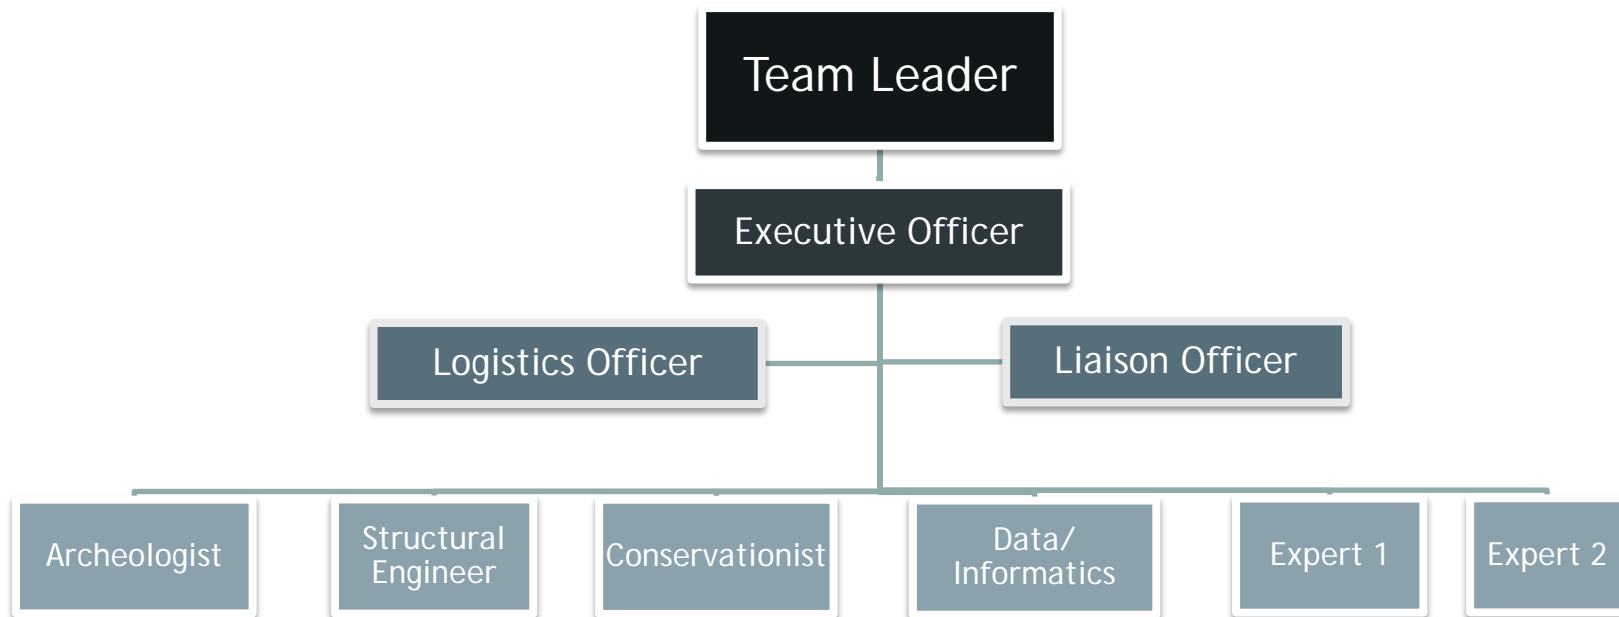 Team Leader
Executive Officer
Logistics Officer
Liaison Officer
Archeologist
Structural
Engineer
Conservationist
Data/
Informatics
Expert 1
Expert 2